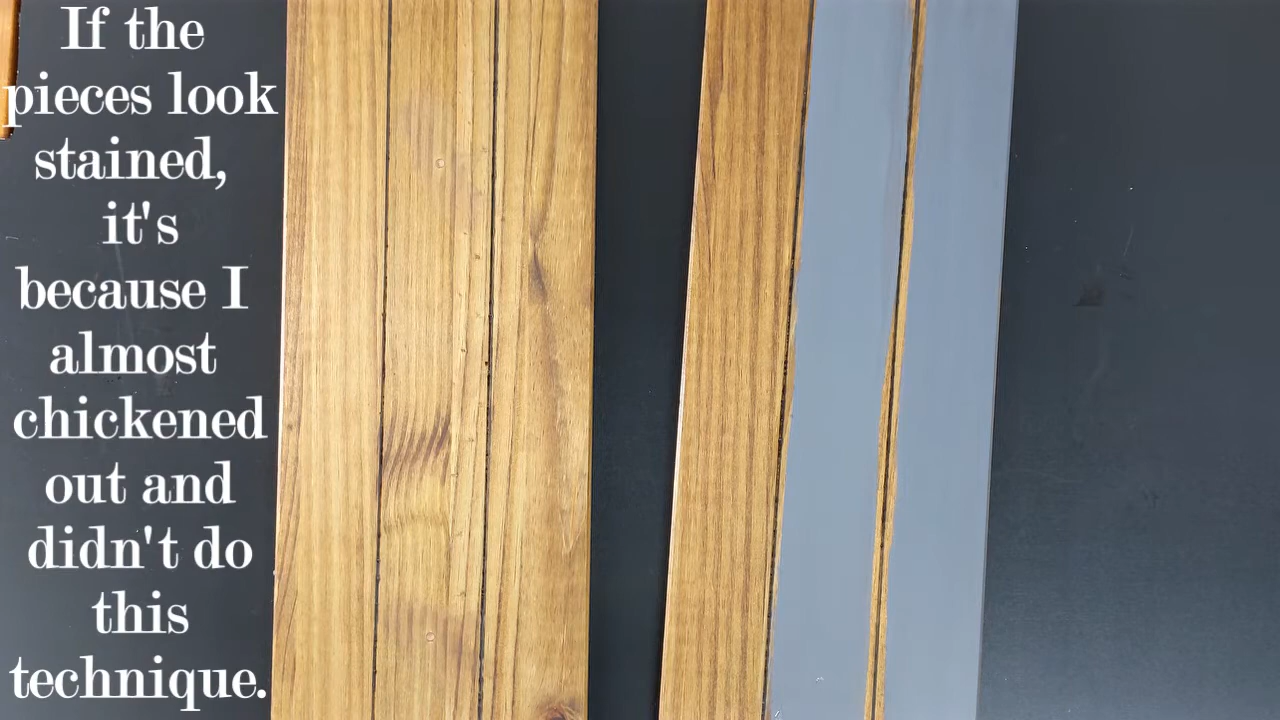 If the
pieces look
stained,
it's
because I
almost
chickened
out and
didn't do
this
technique.